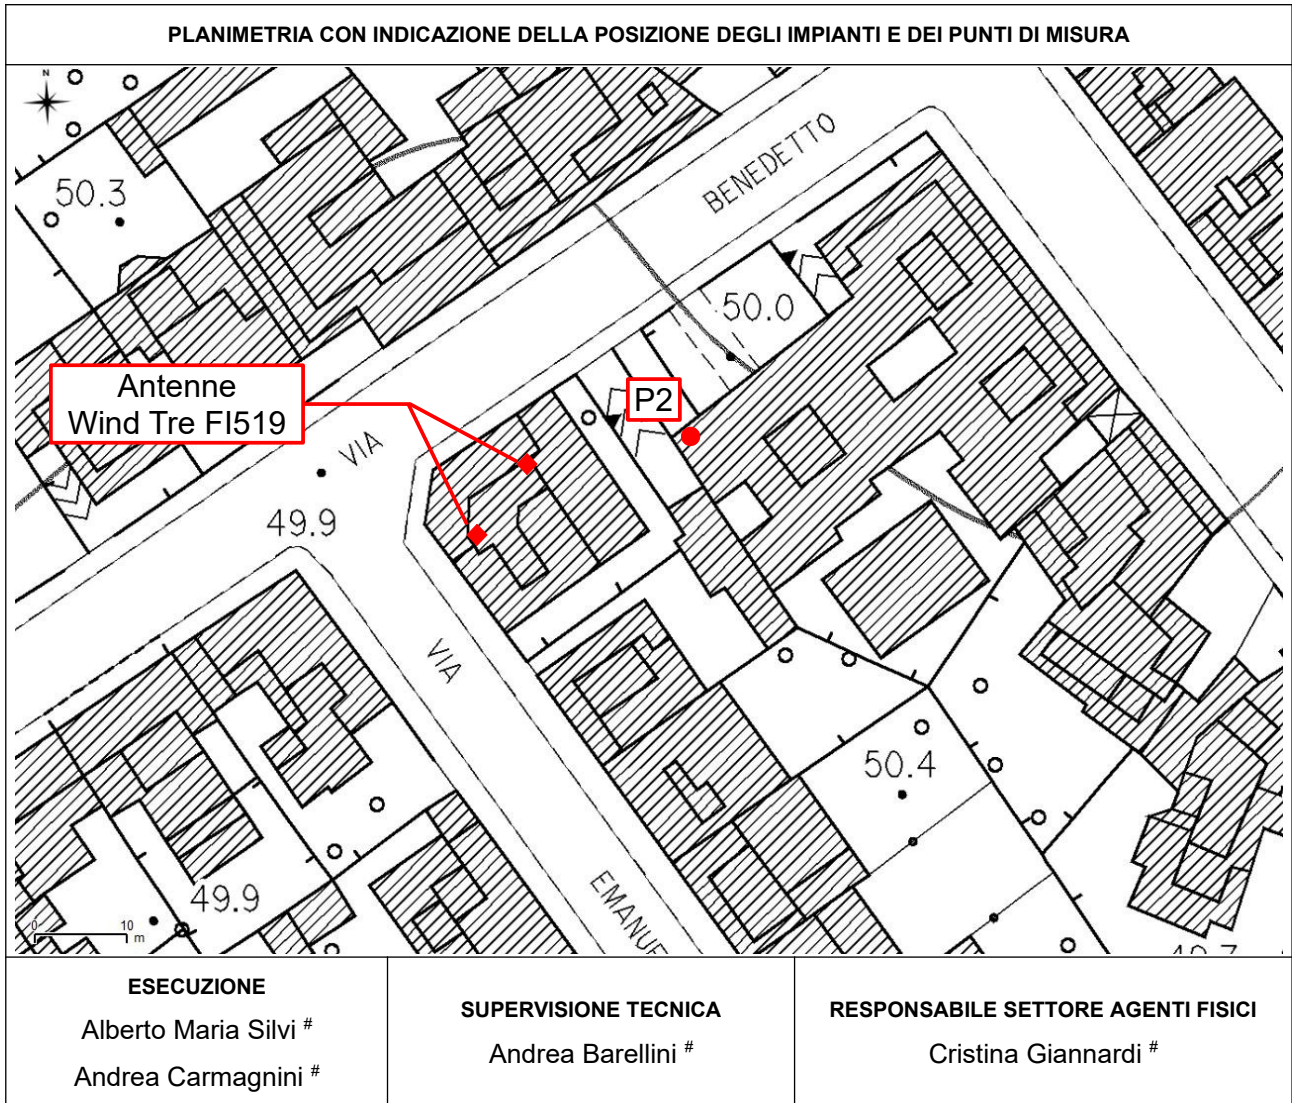 PLANIMETRIA CON INDICAZIONE DELLA POSIZIONE DEGLI IMPIANTI E DEI PUNTI DI MISURA
N
50.3
BENEDETTO
50.0
Antenne
Wind Tre FI519
P2
VIA
49.9
VIA
50.4
49.9
EMANUE
0 10
m
ESECUZIONE
Alberto Maria Silvi #
Andrea Carmagnini #
SUPERVISIONE TECNICA
Andrea Barellini #
RESPONSABILE SETTORE AGENTI FISICI
Cristina Giannardi #